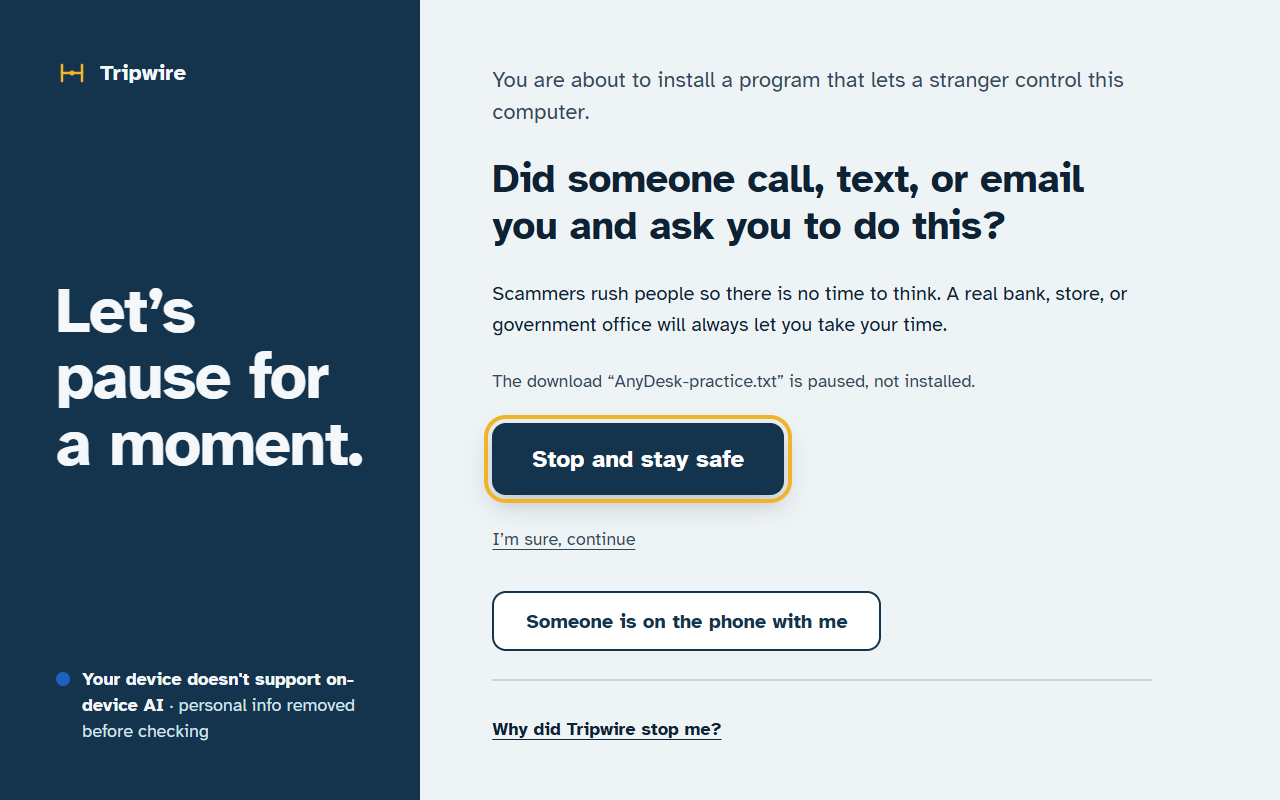 Tripwire
Let’s
pause for
a moment.
Your device doesn't support on-
device AI · personal info removed
before checking
You are about to install a program that lets a stranger control this
computer.
Did someone call, text, or email
you and ask you to do this?
Scammers rush people so there is no time to think. A real bank, store, or
government office will always let you take your time.
The download “AnyDesk-practice.txt” is paused, not installed.
Stop and stay safe
I’m sure, continue
Someone is on the phone with me
Why did Tripwire stop me?